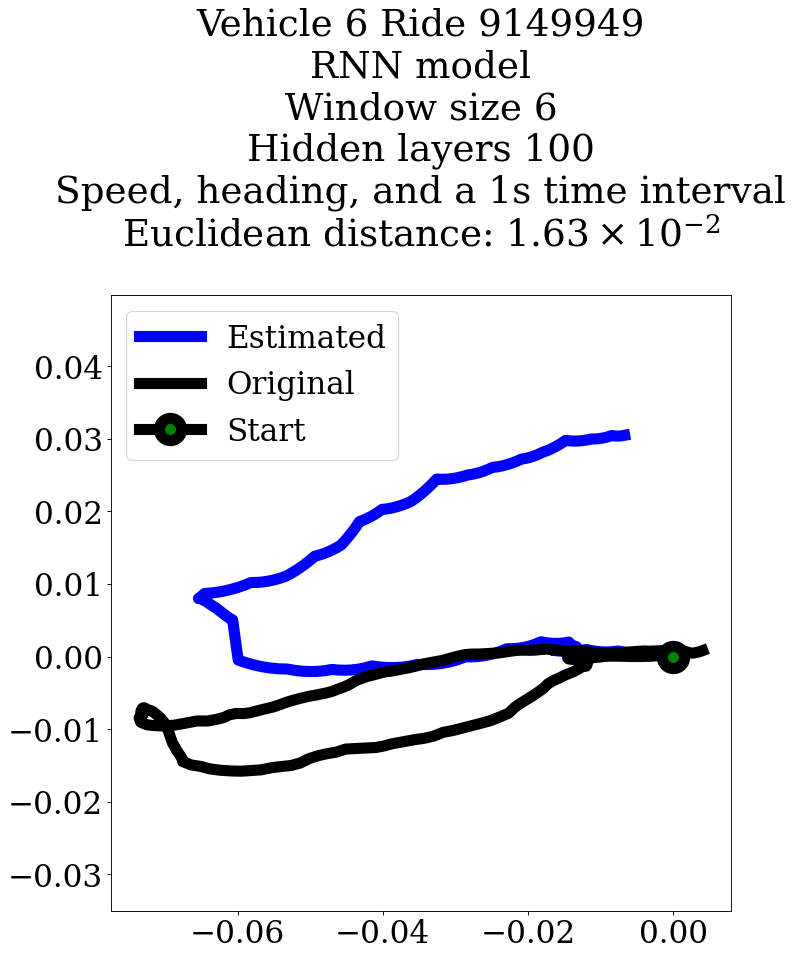 Vehicle 6 Ride 9149949
RNN model
Window size 6
Hidden layers 100
Speed, heading, and a 1s time interval
Euclidean distance: 1.63 × 10⁻²
Estimated
Original
Start
0.04
0.03
0.02
0.01
0.00
−0.01
−0.02
−0.03
−0.06 −0.04 −0.02 0.00